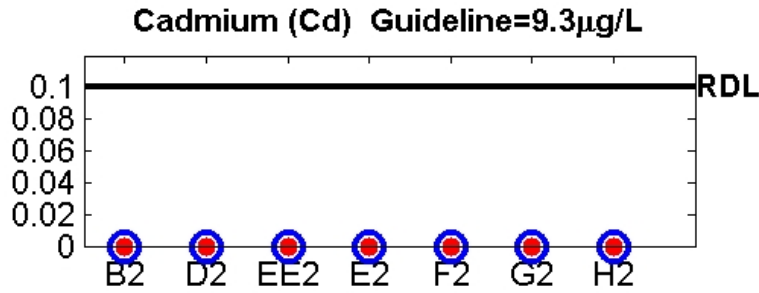 Cadmium (Cd)  Guideline=9.3µg/L
0.1
RDL
0.08
0.06
0.04
0.02
0
B2 D2 EE2 E2 F2 G2 H2